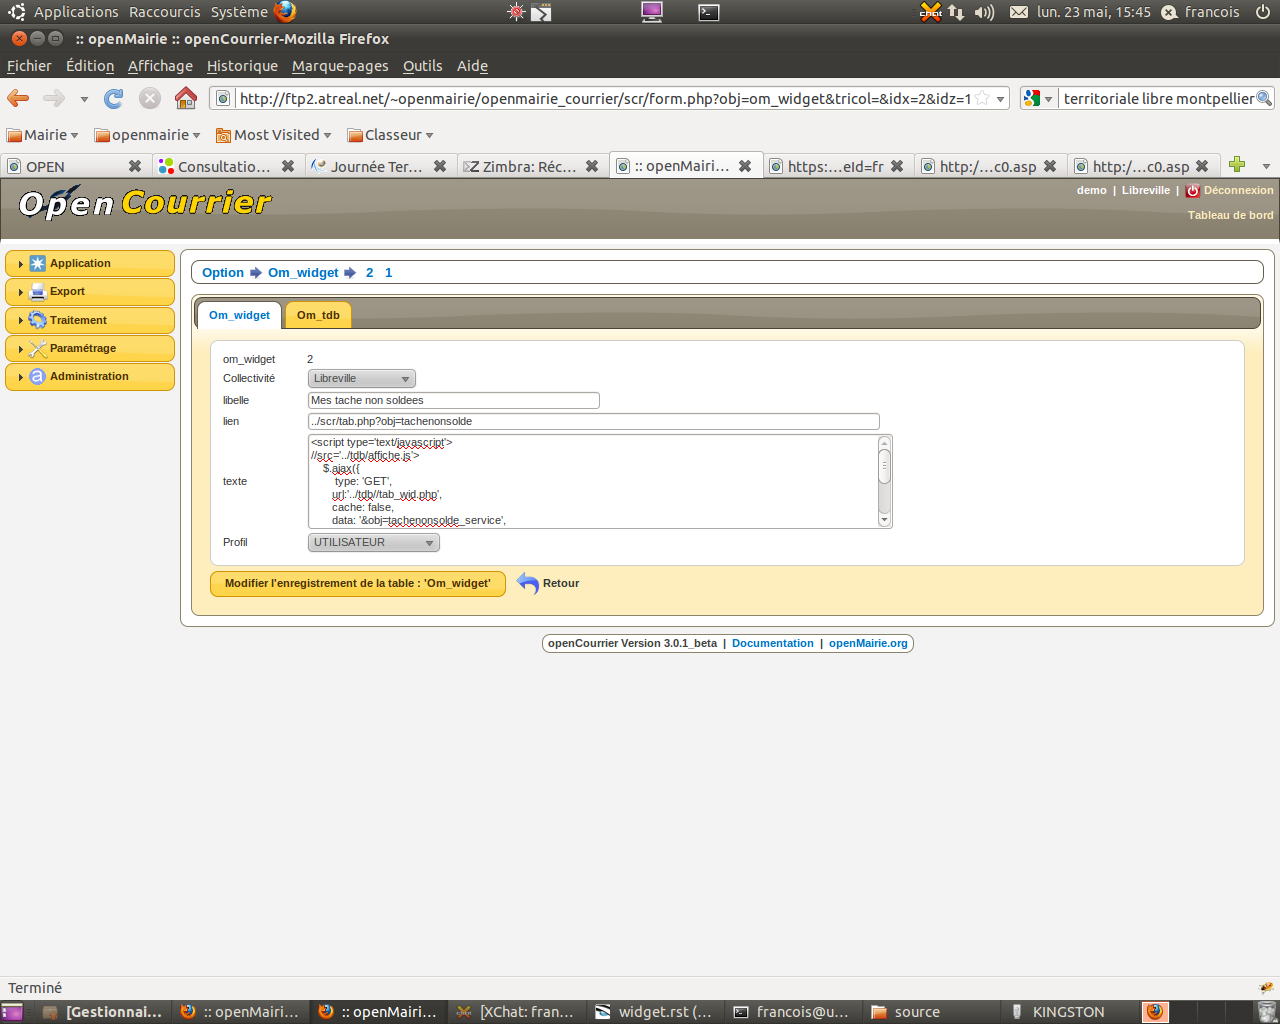 Applications Raccourcis Système lun. 23 mai, 15:45 francois
:: openMairie :: openCourrier-Mozilla Firefox
Fichier Édition Affichage Historique Marque-pages Outils Aide
http://ftp2.atreal.net/~openmairie/openmairie_courrier/scr/form.php?obj=om_widget&tricol=&idx=2&idz=1 territoriale libre montpellier
Mairie openmairie Most Visited Classeur
OPEN Consultatio... Journée Ter... Zimbra: Réc... :: openMairi... https:...eId=fr http:/...c0.asp http:/...c0.asp
Open Courrier
demo | Libreville | Déconnexion
Tableau de bord
Application
Export
Traitement
Paramétrage
Administration
Option Om_widget 2 1
Om_widget Om_tdb
om_widget 2
Collectivité Libreville
libelle Mes tache non soldees
lien ../scr/tab.php?obj=tachenonsolde
texte
<script type='text/javascript'>
//src='../tdb/affiche.js'>
$.ajax({
type: 'GET',
url:'../tdb//tab_wid.php',
cache: false,
data: '&obj=tachenonsolde_service',
Profil UTILISATEUR
Modifier l'enregistrement de la table : 'Om_widget' Retour
openCourrier Version 3.0.1_beta | Documentation | openMairie.org
Terminé
[Gestionnai... :: openMairi... :: openMairi... [XChat: fran... widget.rst (... francois@u... source KINGSTON